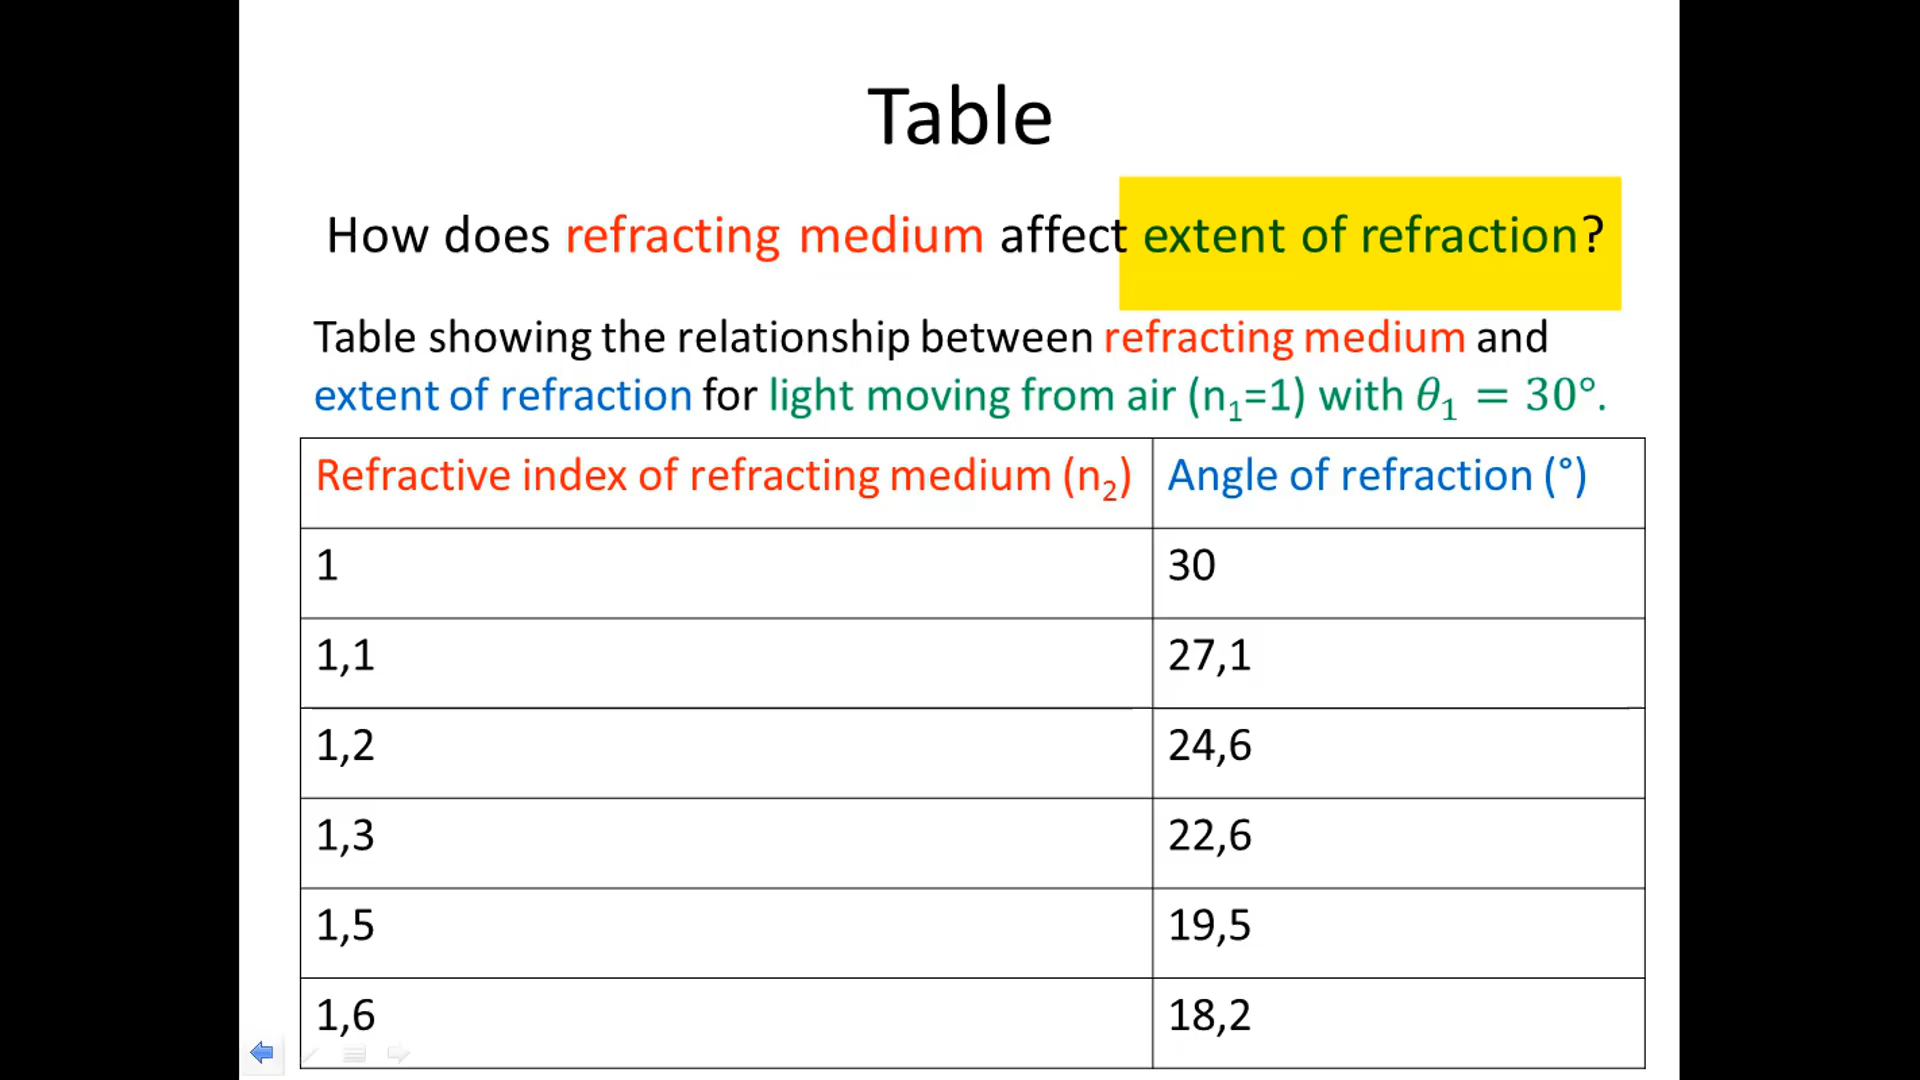 Table
How does refracting medium affect extent of refraction?
Table showing the relationship between refracting medium and
extent of refraction for light moving from air (n₁=1) with θ₁ = 30°.
Refractive index of refracting medium (n₂) Angle of refraction (°)
1 30
1,1 27,1
1,2 24,6
1,3 22,6
1,5 19,5
1,6 18,2